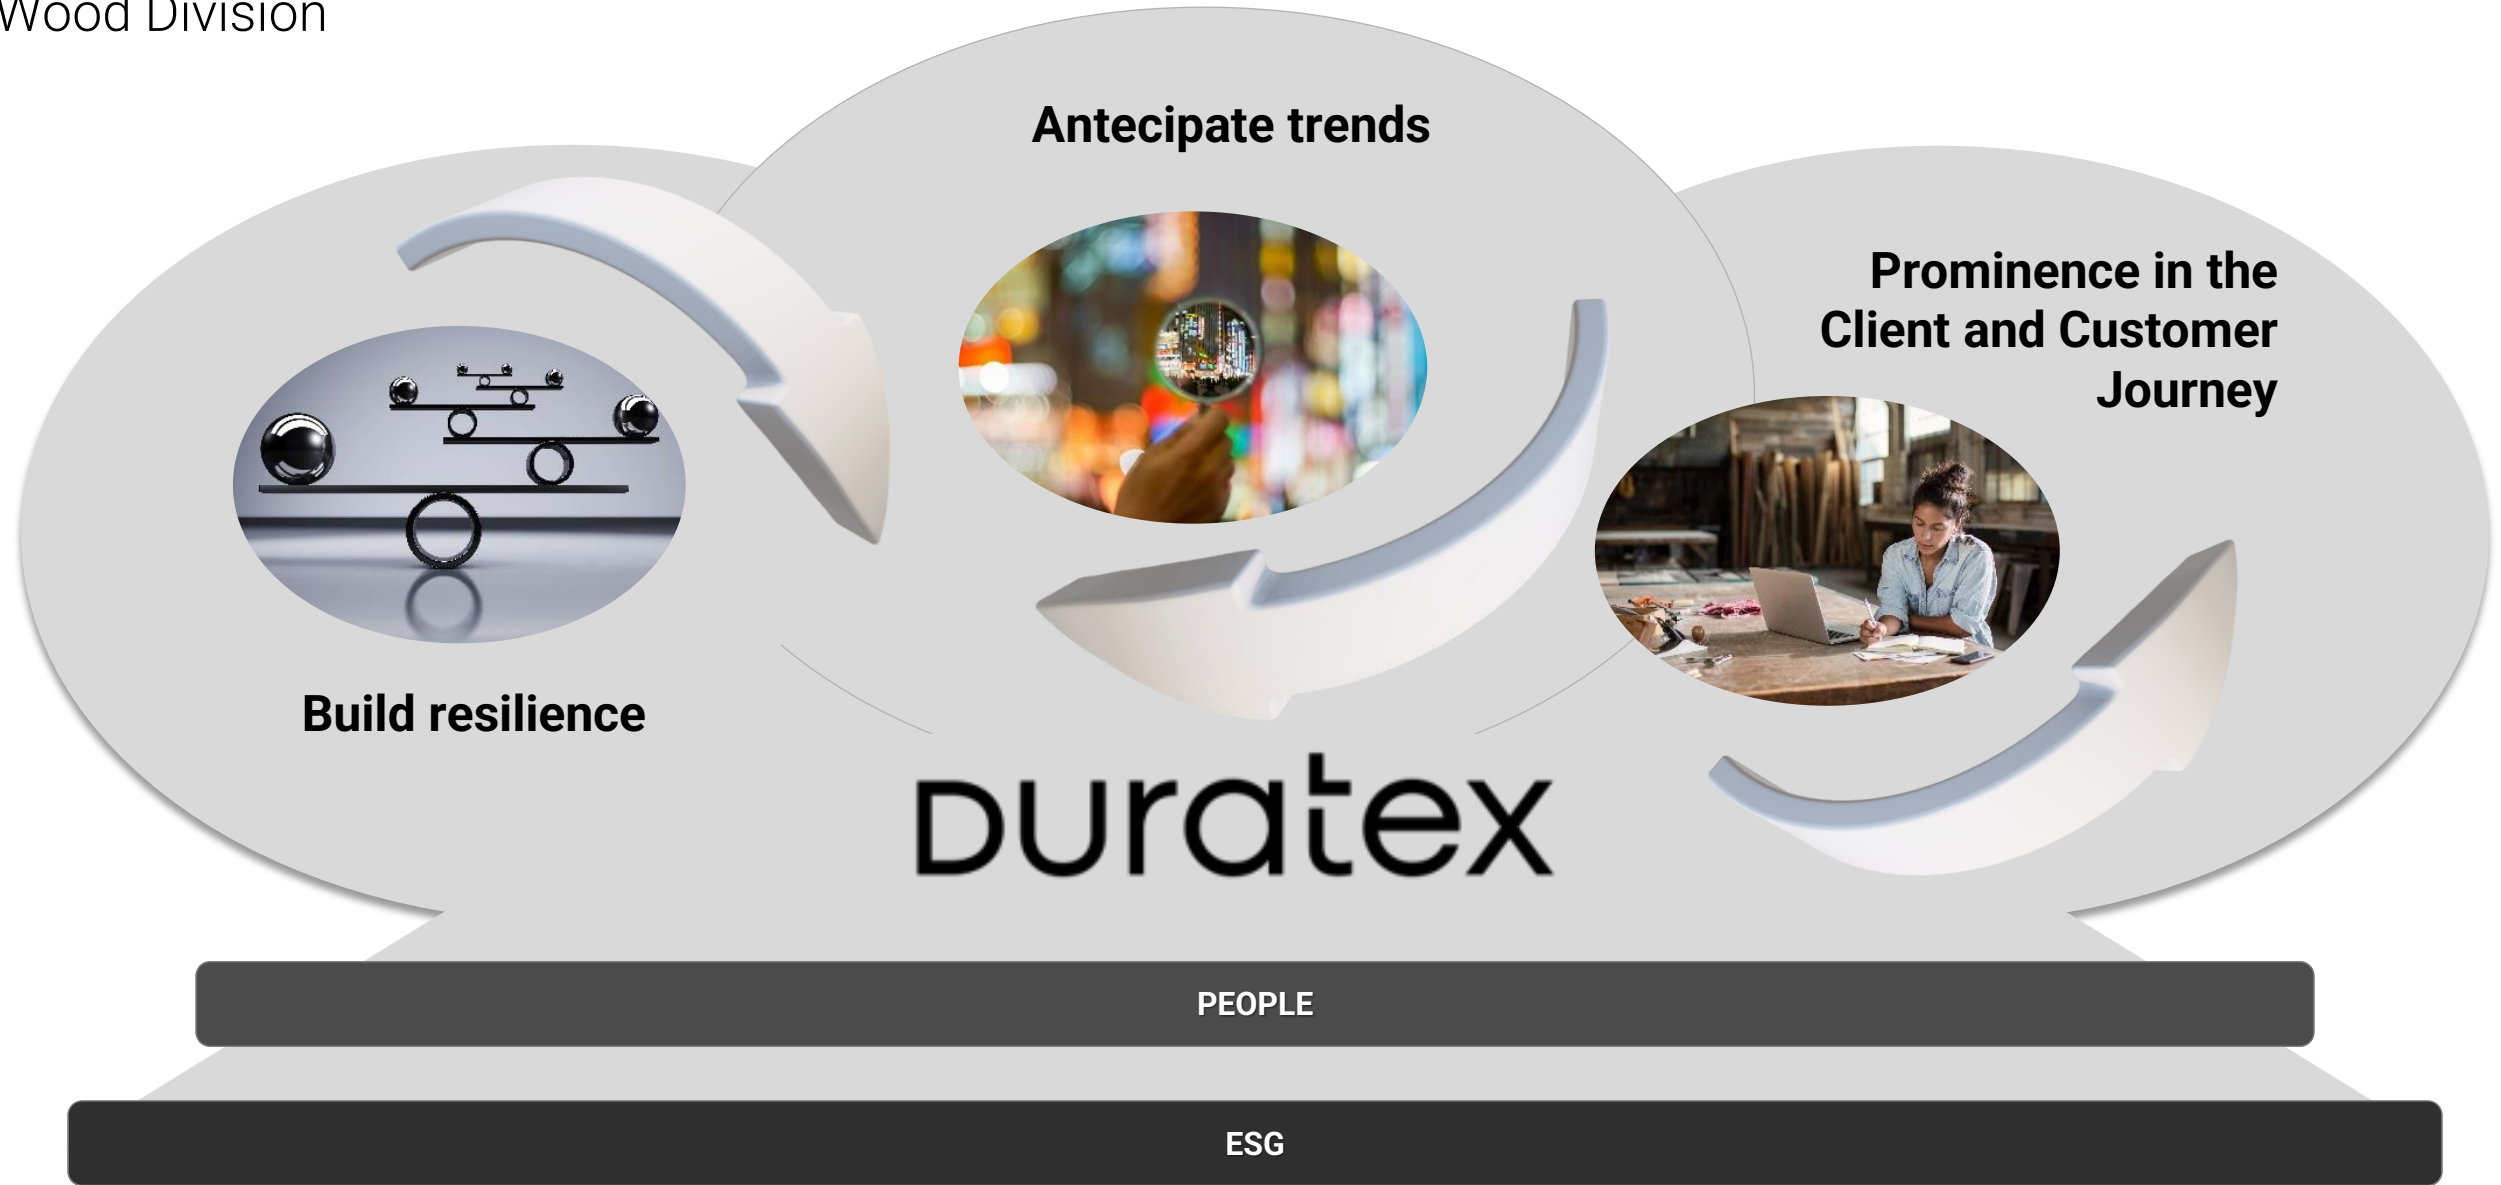 Wood Division
Antecipate trends
Prominence in the
Client and Customer
Journey
Build resilience
Duratex
PEOPLE
ESG